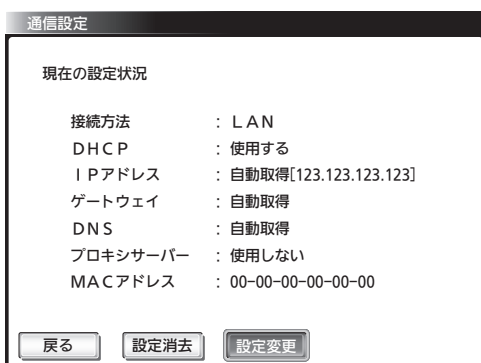 通信設定
現在の設定状況
接続方法 : ＬＡＮ
ＤＨＣＰ : 使用する
ＩＰアドレス : 自動取得[123.123.123.123]
ゲートウェイ : 自動取得
ＤＮＳ : 自動取得
プロキシサーバー : 使用しない
ＭＡＣアドレス : 00-00-00-00-00-00
戻る 設定消去 設定変更